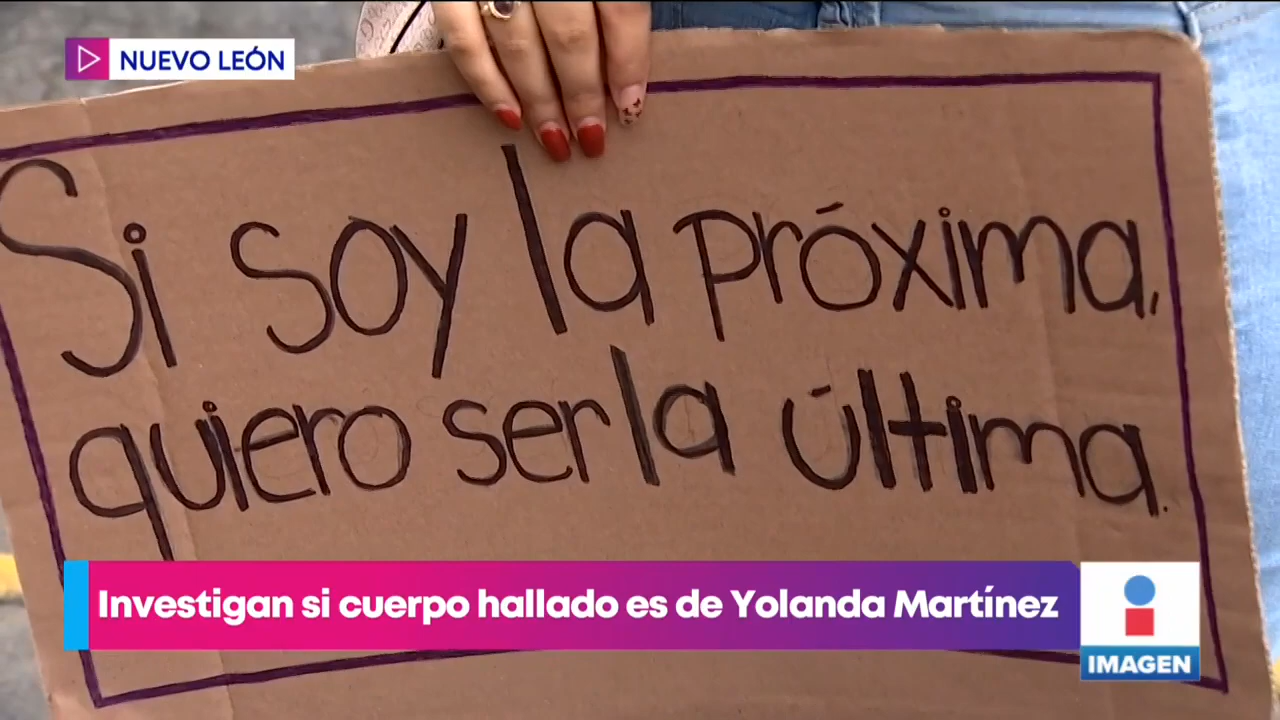 NUEVO LEÓN
Si soy la próxima,
quiero ser la última.
Investigan si cuerpo hallado es de Yolanda Martínez
IMAGEN